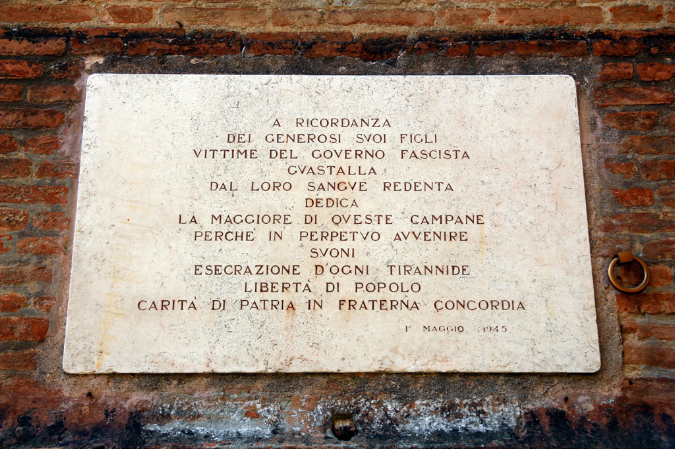 A RICORDANZA
DEI GENEROSI SVOI FIGLI
VITTIME DEL GOVERNO FASCISTA
GVASTALLA
DAL LORO SANGVE REDENTA
DEDICA
LA MAGGIORE DI QVESTE CAMPANE
PERCHÈ IN PERPETVO AVVENIRE
SVONI
ESECRAZIONE D'OGNI TIRANNIDE
LIBERTÀ DI POPOLO
CARITÀ DI PATRIA IN FRATERNA CONCORDIA
1° MAGGIO 1945